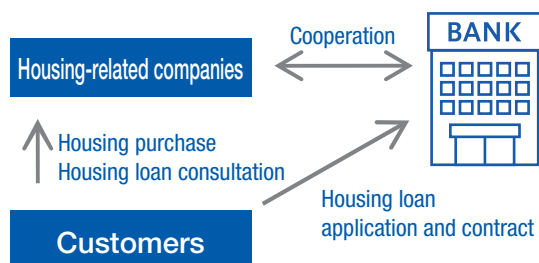 Cooperation
BANK
Housing-related companies
Housing purchase
Housing loan consultation
Housing loan
application and contract
Customers